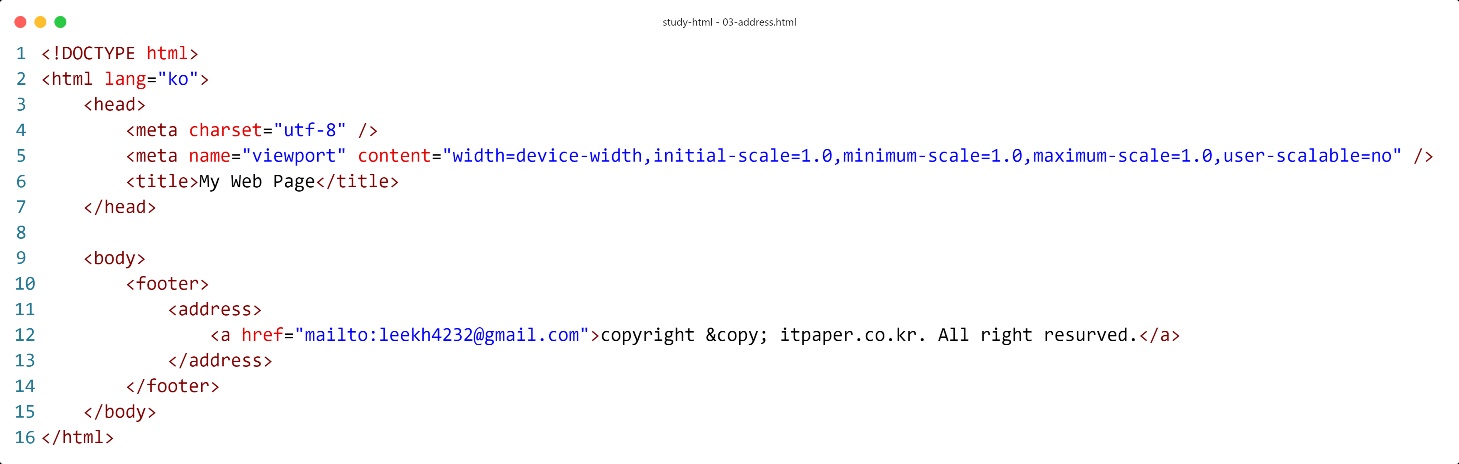 study-html - 03-address.html
1 <!DOCTYPE html>
2 <html lang="ko">
3     <head>
4         <meta charset="utf-8" />
5         <meta name="viewport" content="width=device-width,initial-scale=1.0,minimum-scale=1.0,maximum-scale=1.0,user-scalable=no" />
6         <title>My Web Page</title>
7     </head>
8
9     <body>
10         <footer>
11             <address>
12                 <a href="mailto:leekh4232@gmail.com">copyright &copy; itpaper.co.kr. All right resurved.</a>
13             </address>
14         </footer>
15     </body>
16 </html>